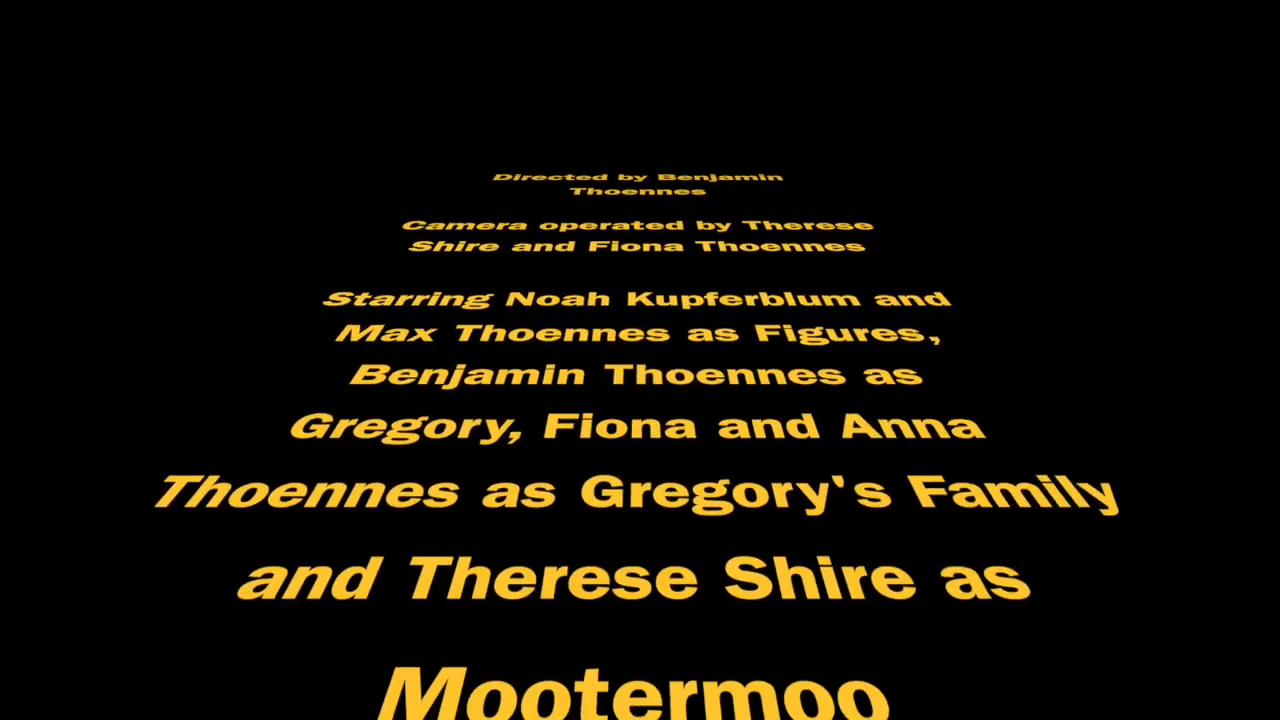 Directed by Benjamin
Thoennes
Camera operated by Therese
Shire and Fiona Thoennes
Starring Noah Kupferblum and
Max Thoennes as Figures,
Benjamin Thoennes as
Gregory, Fiona and Anna
Thoennes as Gregory's Family
and Therese Shire as
Mootermoo